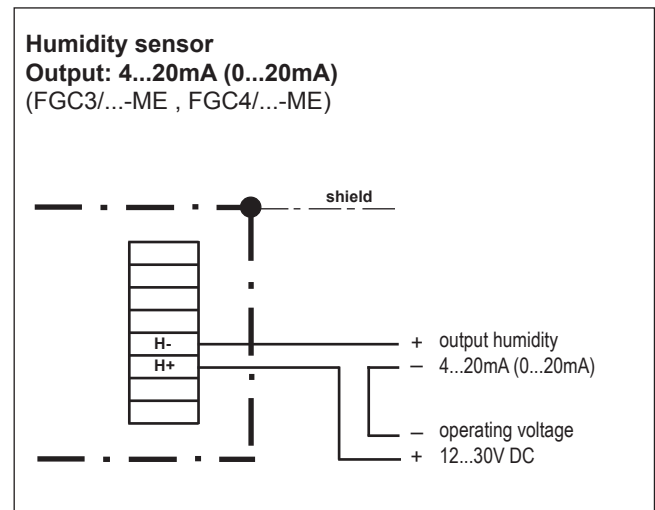 Humidity sensor
Output: 4...20mA (0...20mA)
(FGC3/...-ME , FGC4/...-ME)
shield
H-
+ output humidity
H+
– 4...20mA (0...20mA)
– operating voltage
+ 12...30V DC